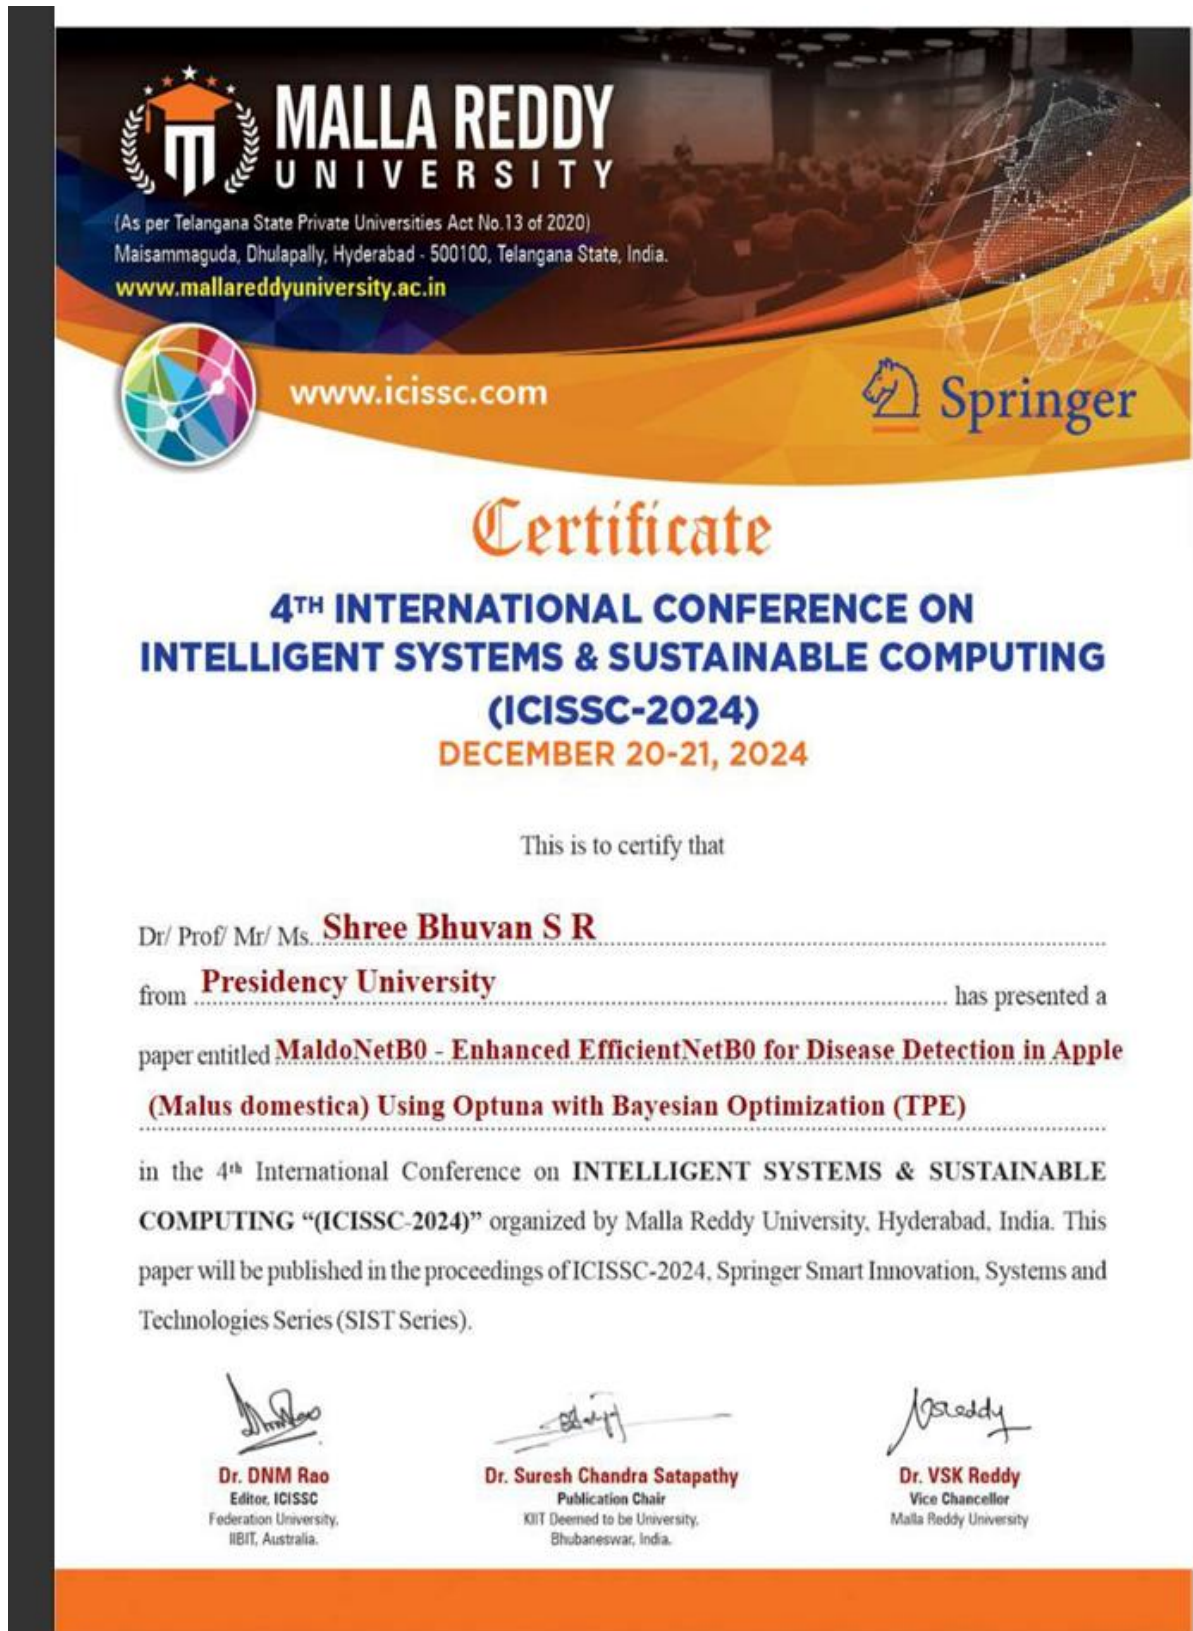 MALLA REDDY
UNIVERSITY
(As per Telangana State Private Universities Act No.13 of 2020)
Maisammaguda, Dhulapally, Hyderabad - 500100, Telangana State, India.
www.mallareddyuniversity.ac.in
www.icissc.com
Springer
Certificate
4TH INTERNATIONAL CONFERENCE ON
INTELLIGENT SYSTEMS & SUSTAINABLE COMPUTING
(ICISSC-2024)
DECEMBER 20-21, 2024
This is to certify that
Dr/ Prof/ Mr/ Ms. Shree Bhuvan S R
from Presidency University has presented a
paper entitled MaldoNetB0 - Enhanced EfficientNetB0 for Disease Detection in Apple
(Malus domestica) Using Optuna with Bayesian Optimization (TPE)
in the 4th International Conference on INTELLIGENT SYSTEMS & SUSTAINABLE
COMPUTING “(ICISSC-2024)” organized by Malla Reddy University, Hyderabad, India. This
paper will be published in the proceedings of ICISSC-2024, Springer Smart Innovation, Systems and
Technologies Series (SIST Series).
Dr. DNM Rao
Editor, ICISSC
Federation University,
IIBIT, Australia.
Dr. Suresh Chandra Satapathy
Publication Chair
KIIT Deemed to be University,
Bhubaneswar, India.
Dr. VSK Reddy
Vice Chancellor
Malla Reddy University